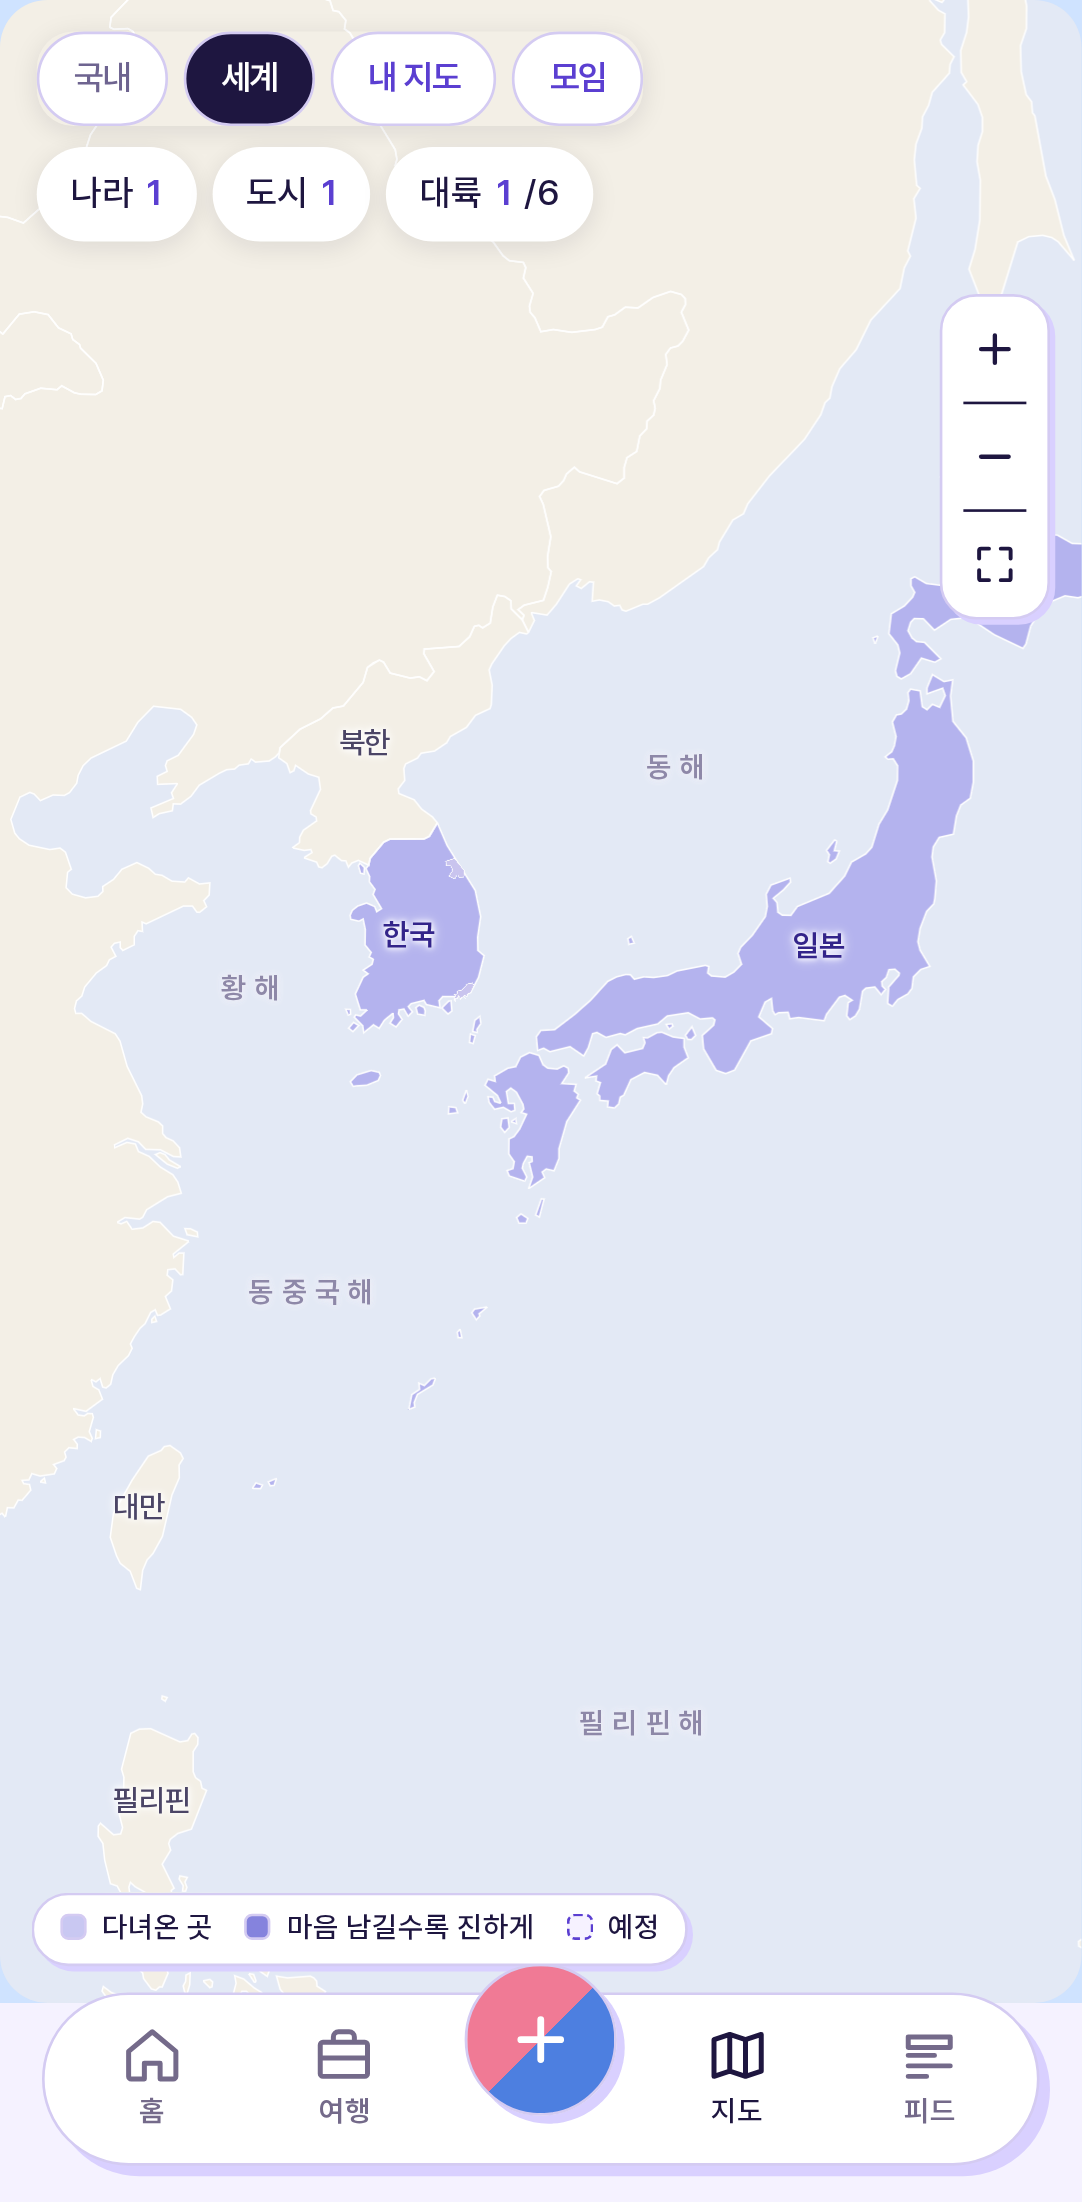 국내 세계 내 지도 모임
나라 1 도시 1 대륙 1 /6
북한
동해
한국
일본
황해
동중국해
대만
필리핀해
필리핀
다녀온 곳 마음 남길수록 진하게 예정
홈 여행 지도 피드